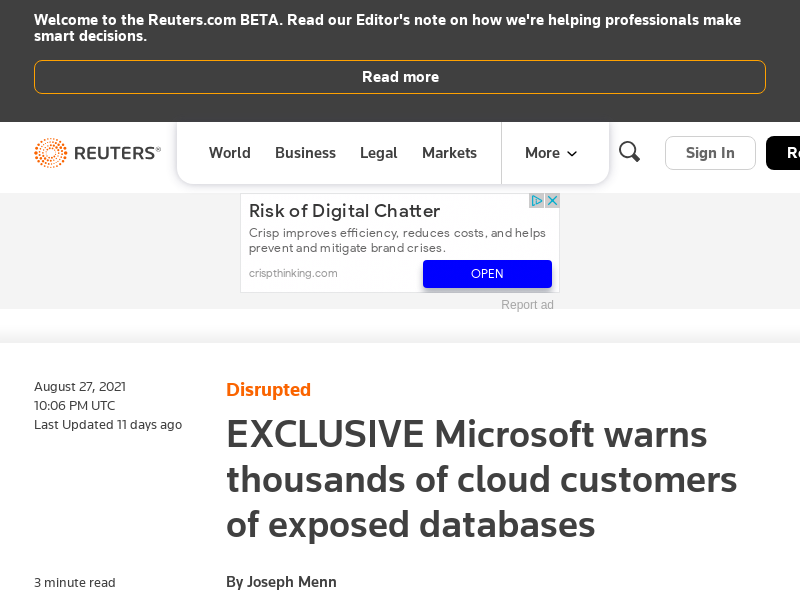 Welcome to the Reuters.com BETA. Read our Editor's note on how we're helping professionals make
smart decisions.
Read more
REUTERS®
World Business Legal Markets More
Sign In
Risk of Digital Chatter
Crisp improves efficiency, reduces costs, and helps
prevent and mitigate brand crises.
crispthinking.com
OPEN
Report ad
August 27, 2021
10:06 PM UTC
Last Updated 11 days ago
Disrupted
EXCLUSIVE Microsoft warns
thousands of cloud customers
of exposed databases
3 minute read
By Joseph Menn